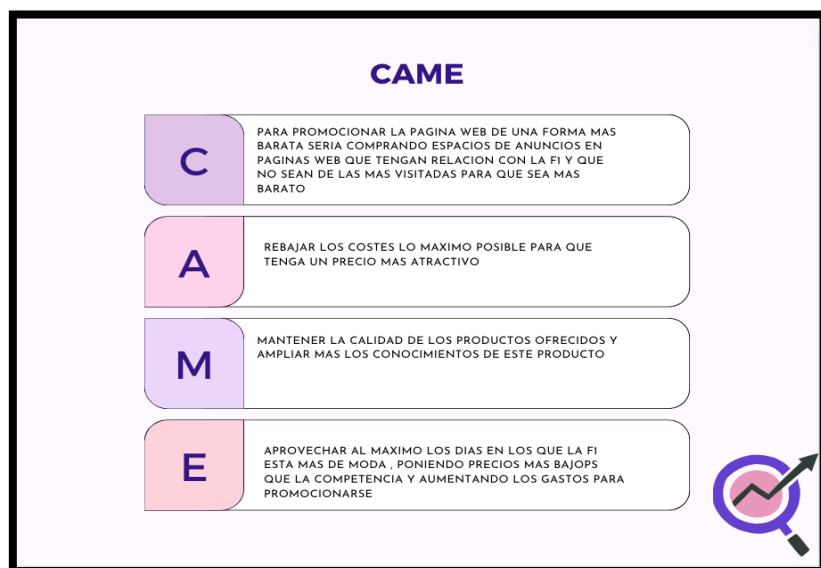 CAME
C
PARA PROMOCIONAR LA PAGINA WEB DE UNA FORMA MAS
BARATA SERIA COMPRANDO ESPACIOS DE ANUNCIOS EN
PAGINAS WEB QUE TENGAN RELACION CON LA F1 Y QUE
NO SEAN DE LAS MAS VISITADAS PARA QUE SEA MAS
BARATO
A
REBAJAR LOS COSTES LO MAXIMO POSIBLE PARA QUE
TENGA UN PRECIO MAS ATRACTIVO
M
MANTENER LA CALIDAD DE LOS PRODUCTOS OFRECIDOS Y
AMPLIAR MAS LOS CONOCIMIENTOS DE ESTE PRODUCTO
E
APROVECHAR AL MAXIMO LOS DIAS EN LOS QUE LA F1
ESTA MAS DE MODA , PONIENDO PRECIOS MAS BAJOPS
QUE LA COMPETENCIA Y AUMENTANDO LOS GASTOS PARA
PROMOCIONARSE